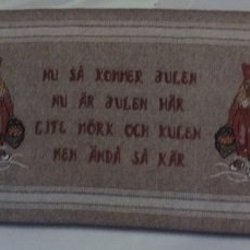 NU SÅ KOMMER JULEN
NU ÄR JULEN HÄR
LITE MÖRK OCH KULEN
MEN ÄNDÅ SÅ KÄR